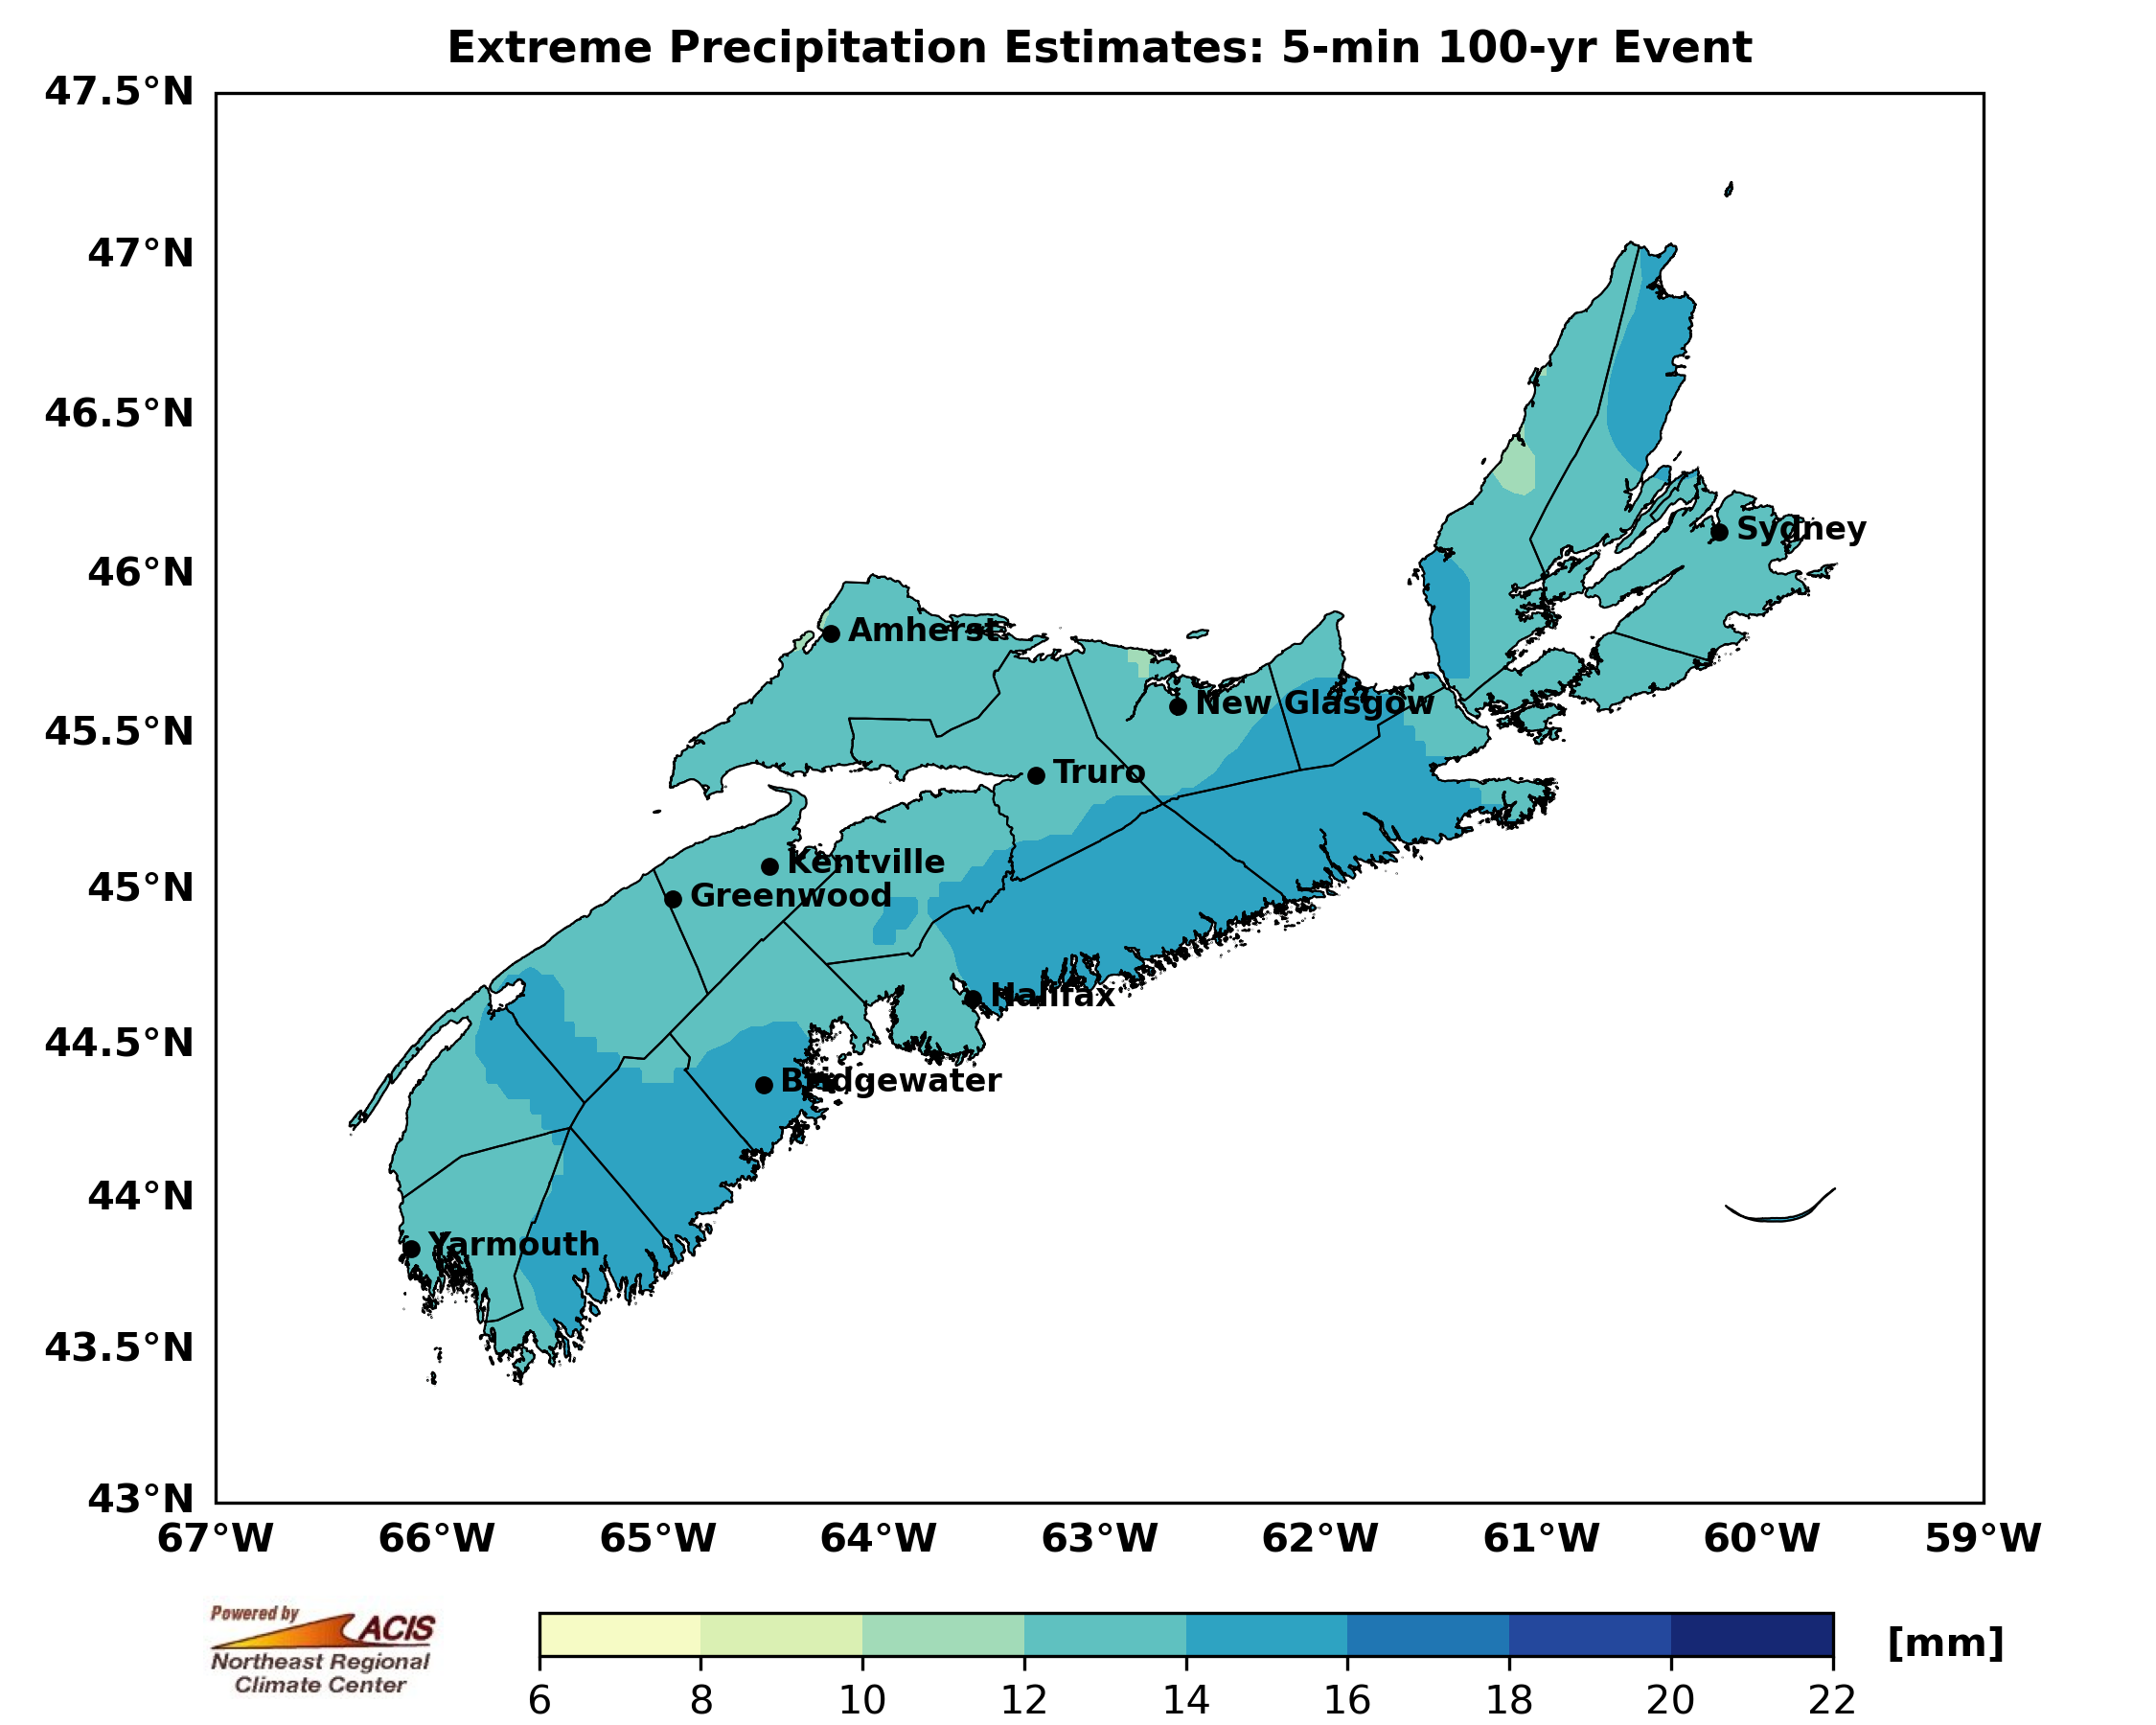 Extreme Precipitation Estimates: 5-min 100-yr Event
47.5°N
47°N
46.5°N
46°N
45.5°N
45°N
44.5°N
44°N
43.5°N
43°N
Sydney
Amherst
New Glasgow
Truro
Kentville
Greenwood
Halifax
Bridgewater
Yarmouth
67°W 66°W 65°W 64°W 63°W 62°W 61°W 60°W 59°W
Powered by
ACIS
Northeast Regional
Climate Center
[mm]
6 8 10 12 14 16 18 20 22